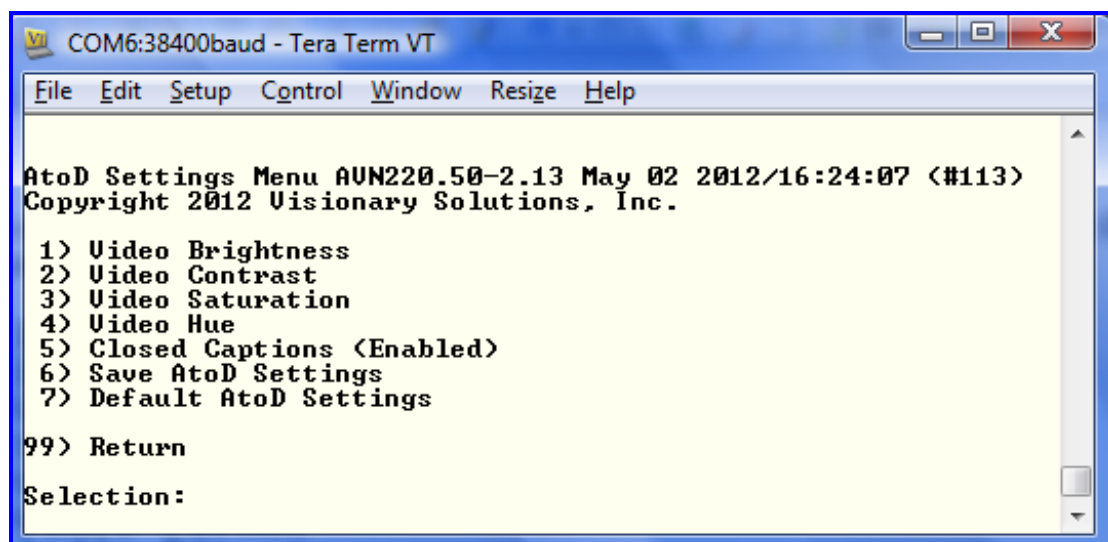 COM6:38400baud - Tera Term VT
File Edit Setup Control Window Resize Help
AtoD Settings Menu AVN220.50-2.13 May 02 2012/16:24:07 (#113)
Copyright 2012 Visionary Solutions, Inc.
1) Video Brightness
2) Video Contrast
3) Video Saturation
4) Video Hue
5) Closed Captions (Enabled)
6) Save AtoD Settings
7) Default AtoD Settings
99) Return
Selection: